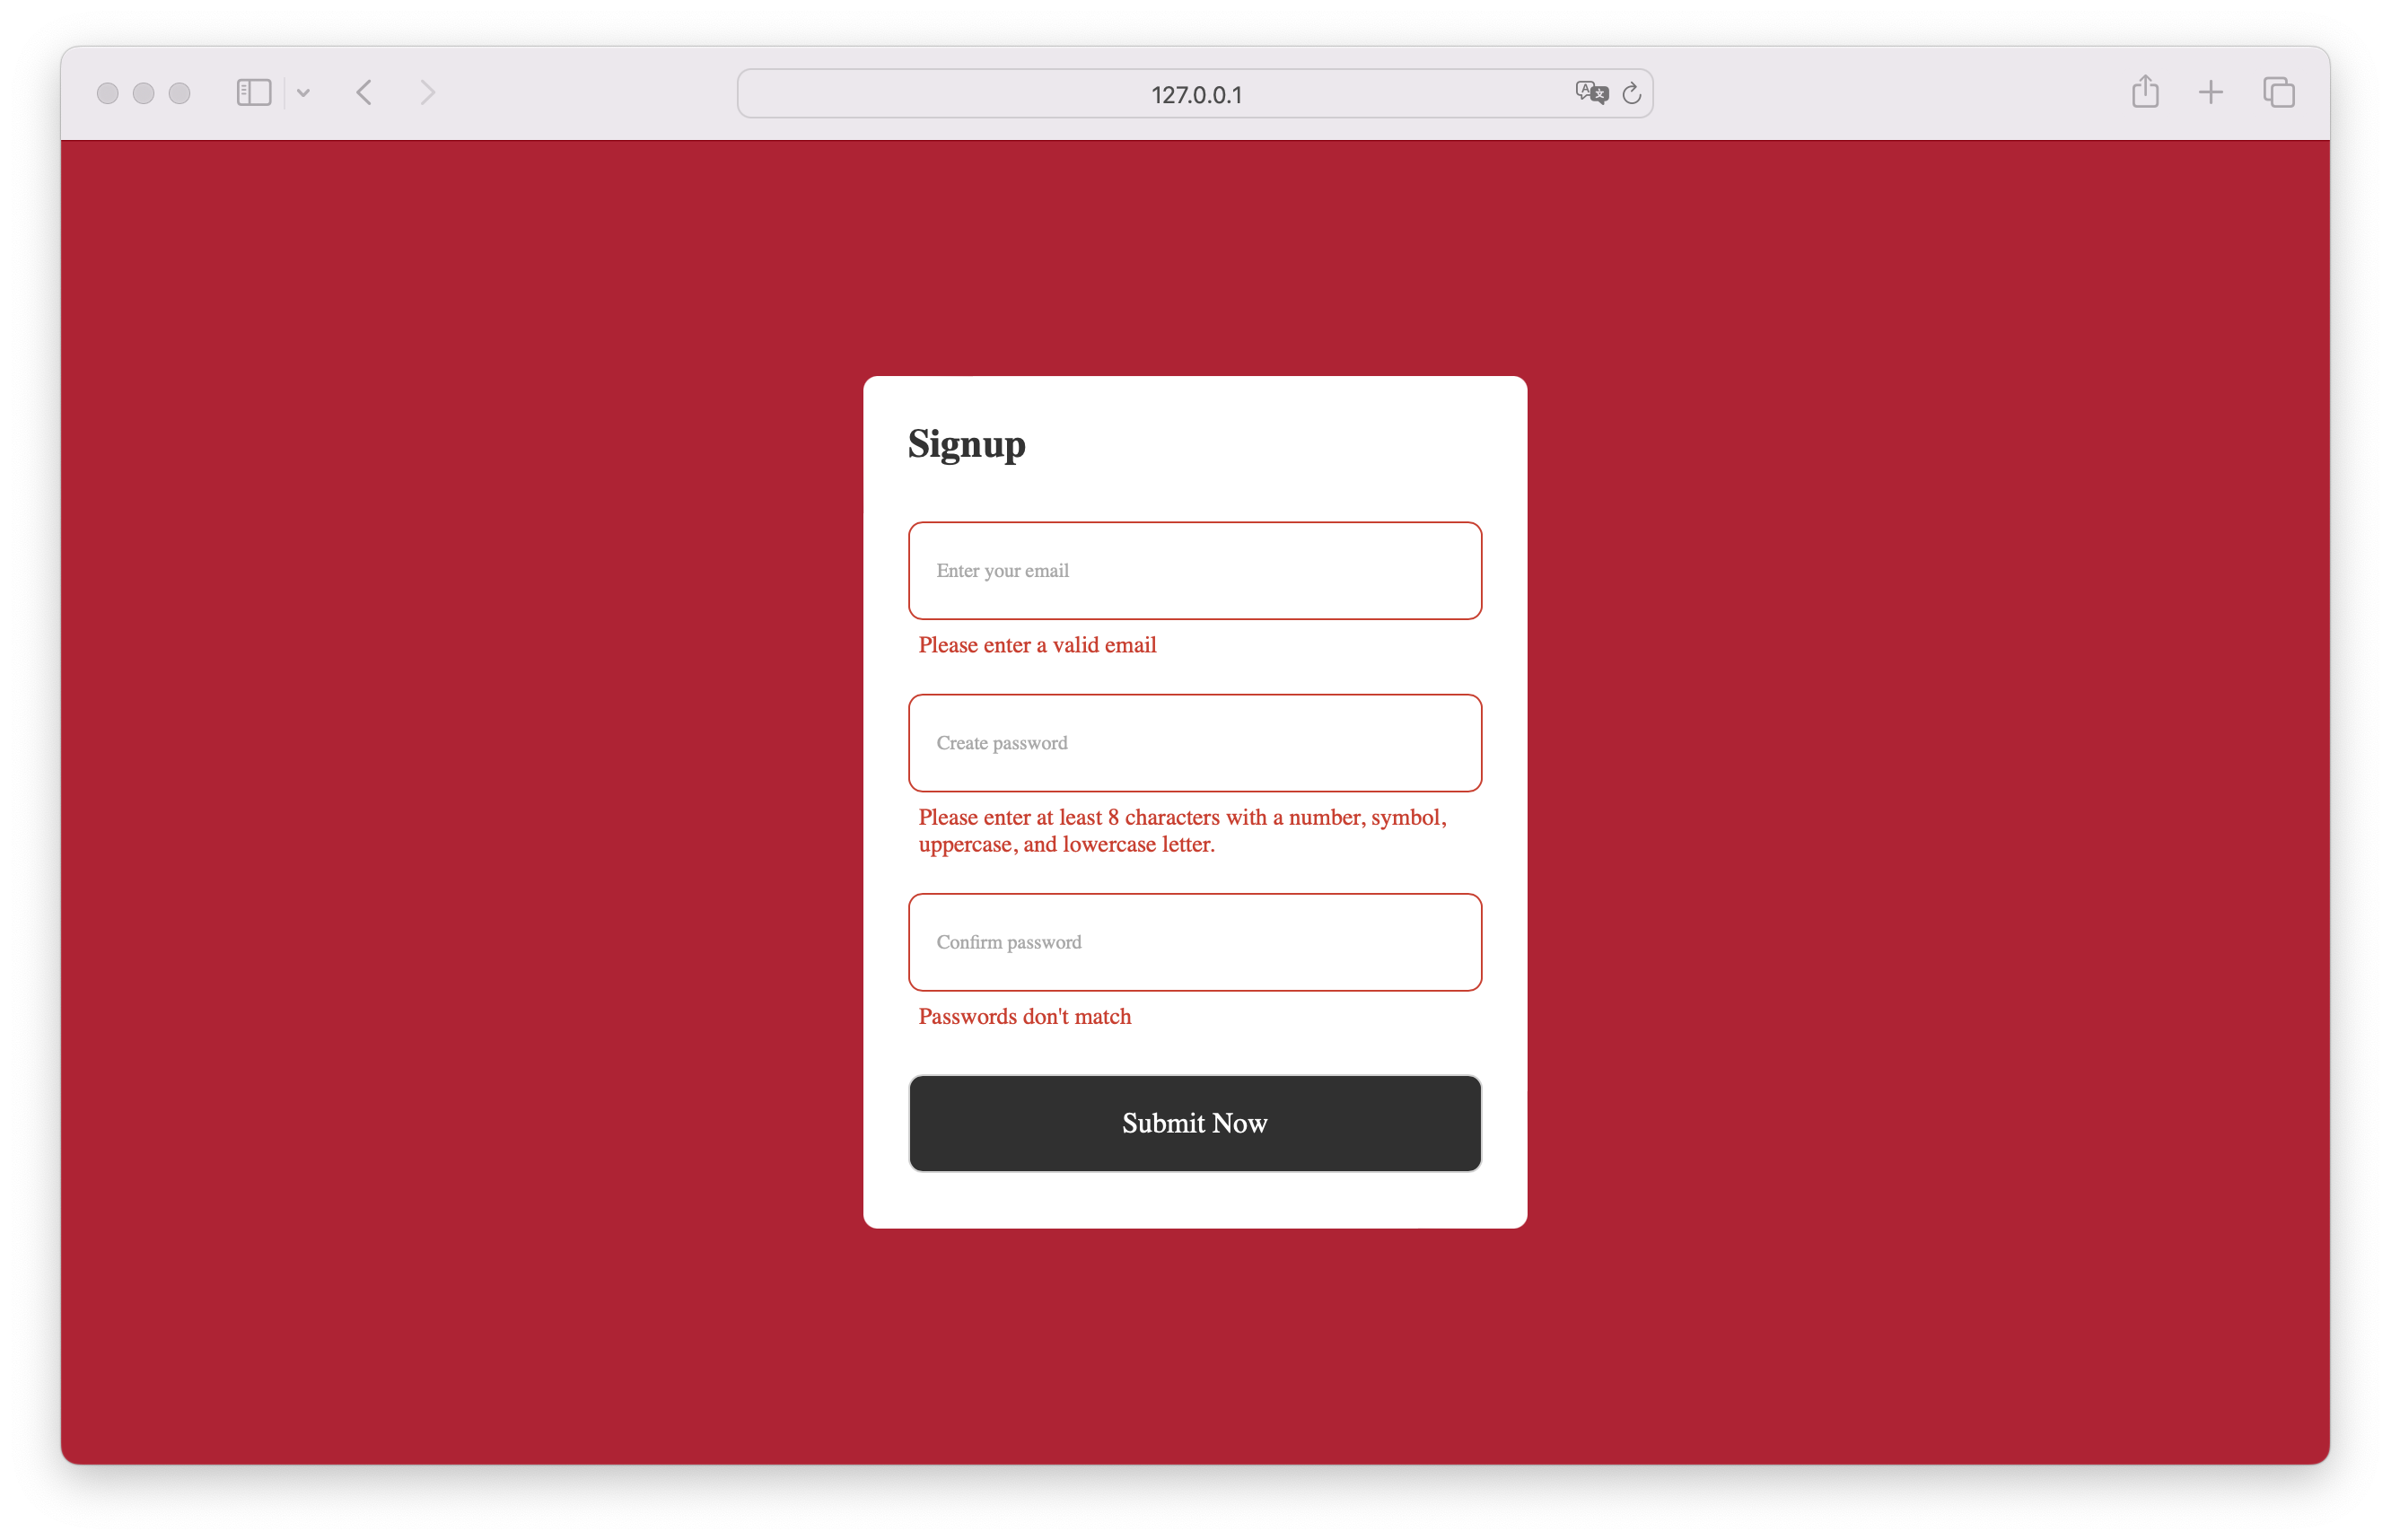 127.0.0.1
Signup
Enter your email
Please enter a valid email
Create password
Please enter at least 8 characters with a number, symbol,
uppercase, and lowercase letter.
Confirm password
Passwords don't match
Submit Now